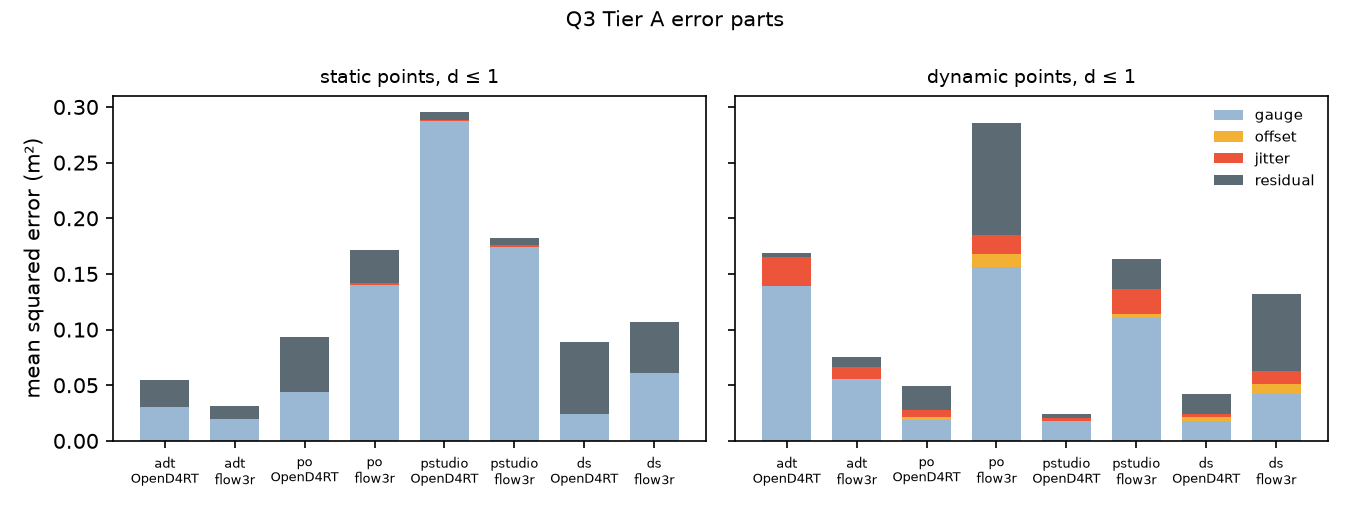 Q3 Tier A error parts
static points, d ≤ 1
mean squared error (m²)
0.30
0.25
0.20
0.15
0.10
0.05
0.00
adt
OpenD4RT
adt
flow3r
po
OpenD4RT
po
flow3r
pstudio
OpenD4RT
pstudio
flow3r
ds
OpenD4RT
ds
flow3r
dynamic points, d ≤ 1
gauge
offset
jitter
residual
adt
OpenD4RT
adt
flow3r
po
OpenD4RT
po
flow3r
pstudio
OpenD4RT
pstudio
flow3r
ds
OpenD4RT
ds
flow3r